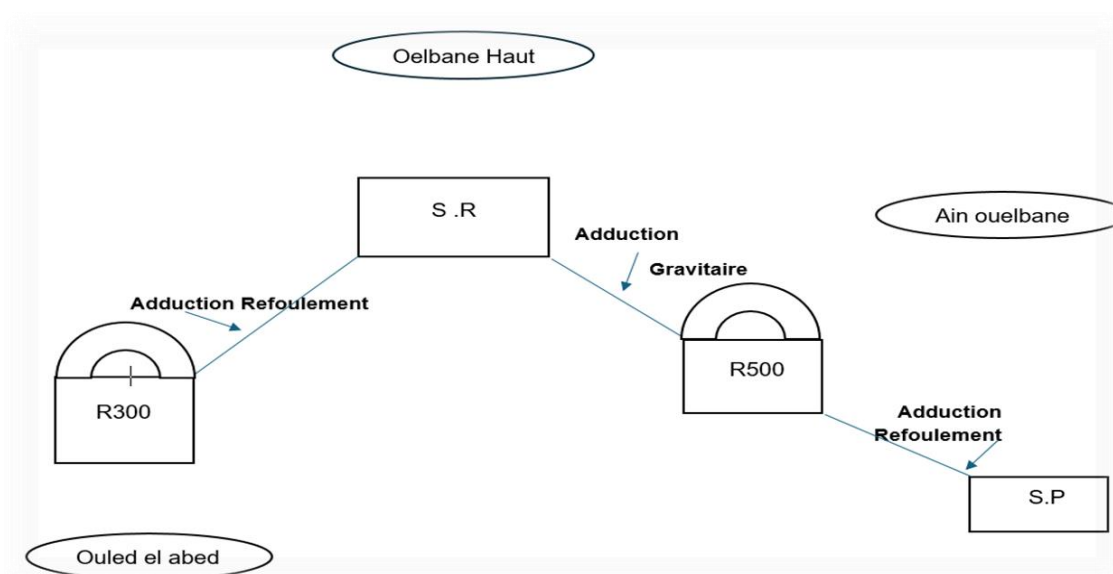 Oelbane Haut
S .R
Ain ouelbane
Adduction
Gravitaire
Adduction Refoulement
R500
R300
Adduction
Refoulement
S.P
Ouled el abed